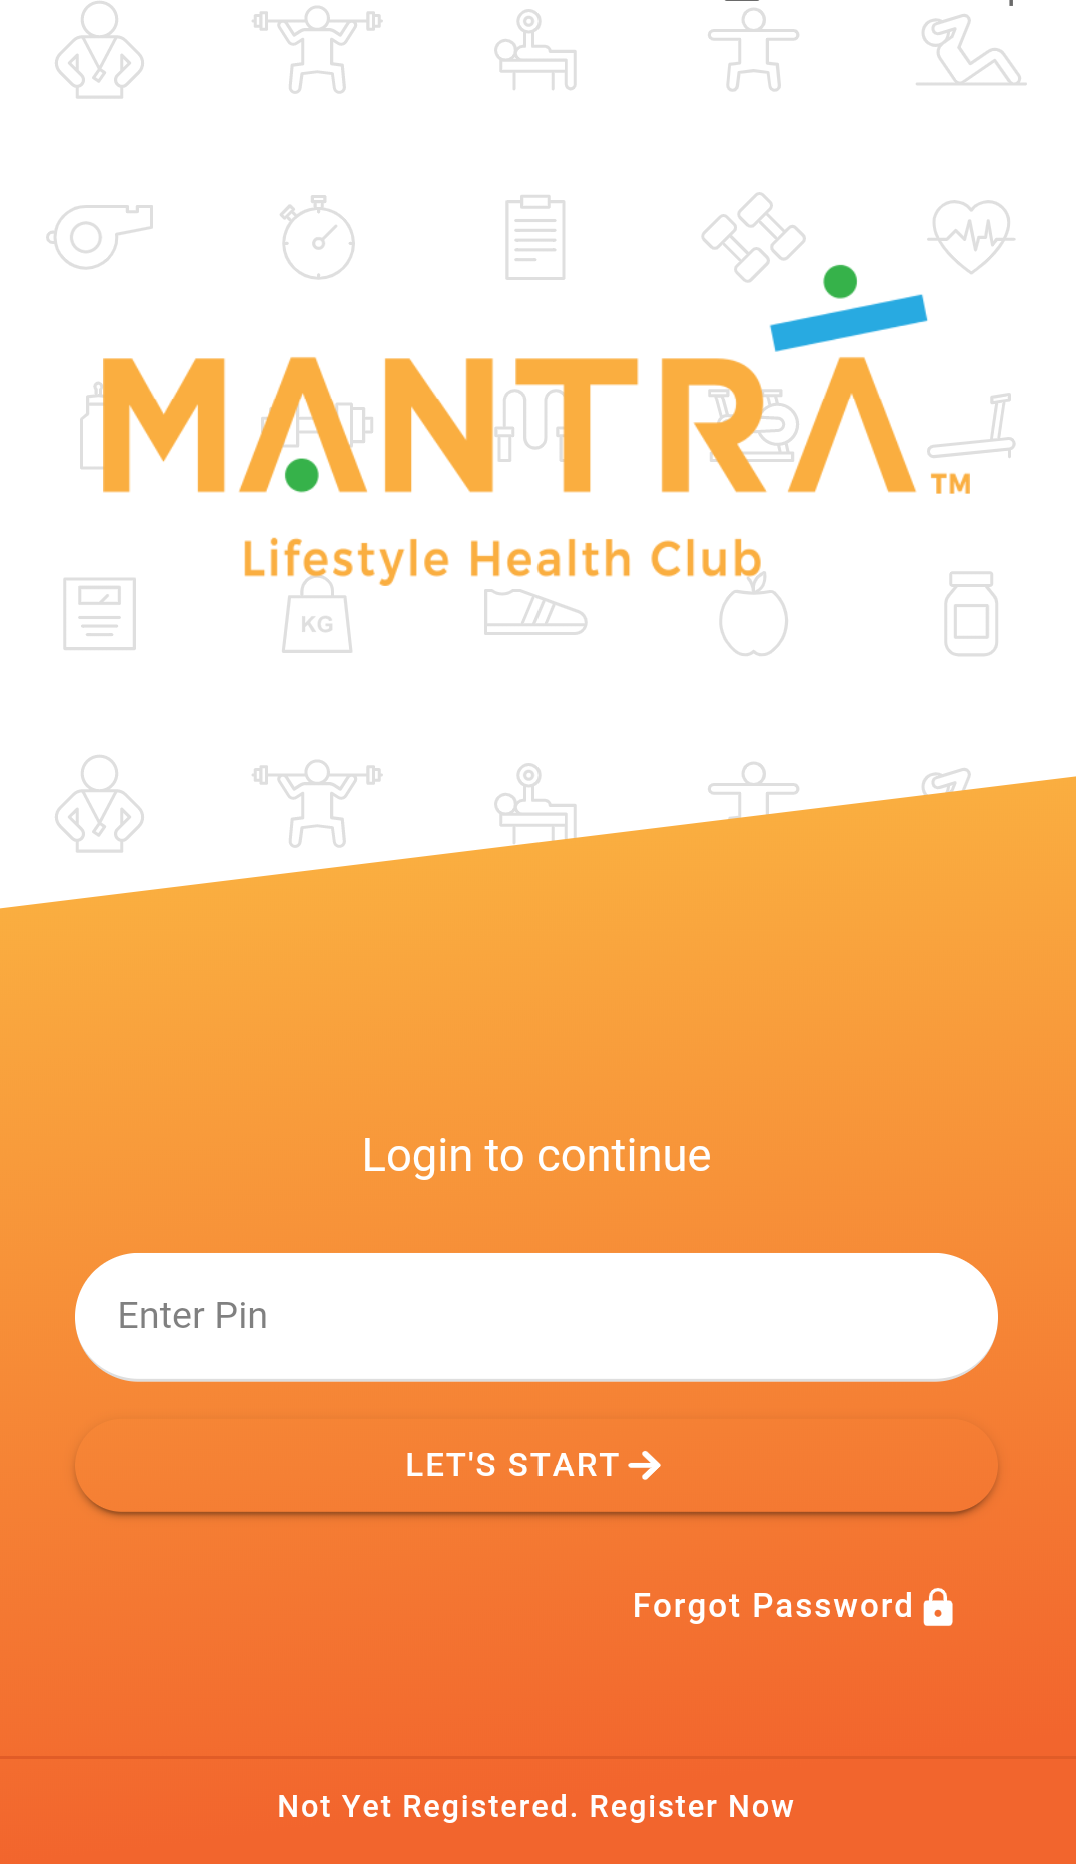 MANTRA
TM
Lifestyle Health Club
KG
Login to continue
Enter Pin
LET'S START
Forgot Password
Not Yet Registered. Register Now